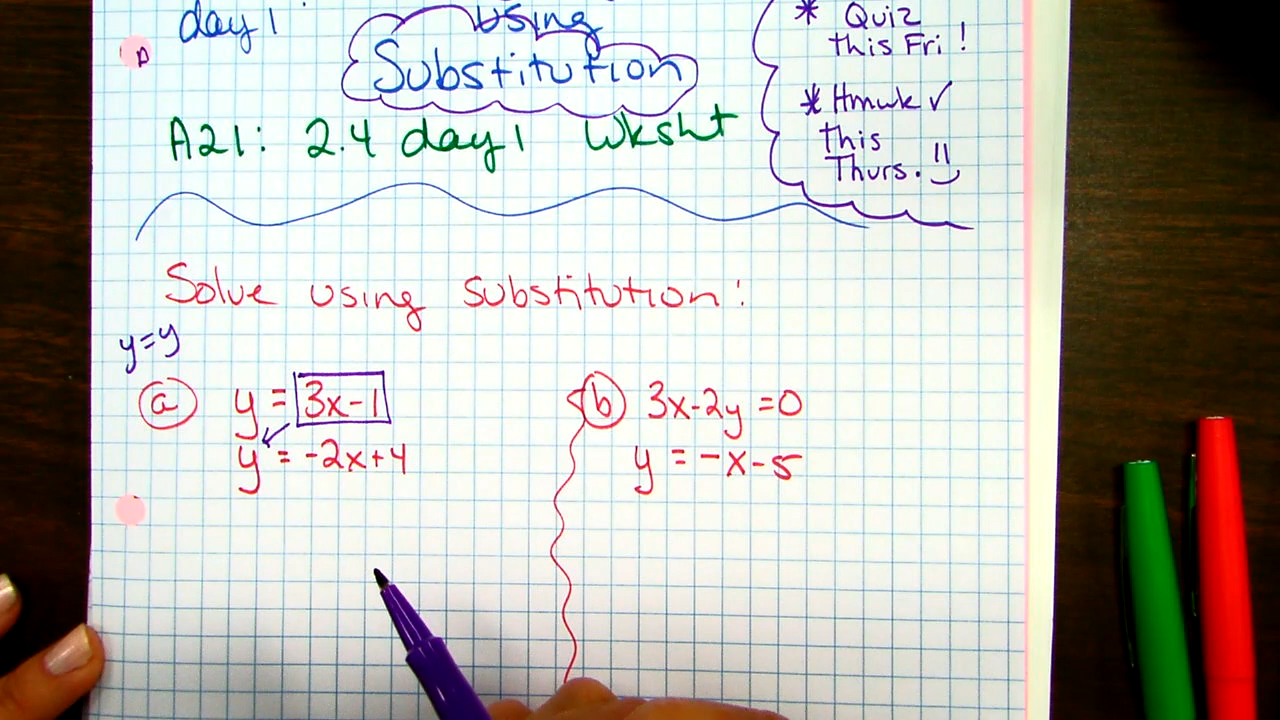 day 1
using
Substitution
* Quiz
this Fri !
* Hmwk ✓
this
Thurs.
A21: 2.4 day 1 Wksht
Solve using substitution:
y=y
a y = 3x-1
y = -2x+4
b 3x-2y=0
y = -x-5